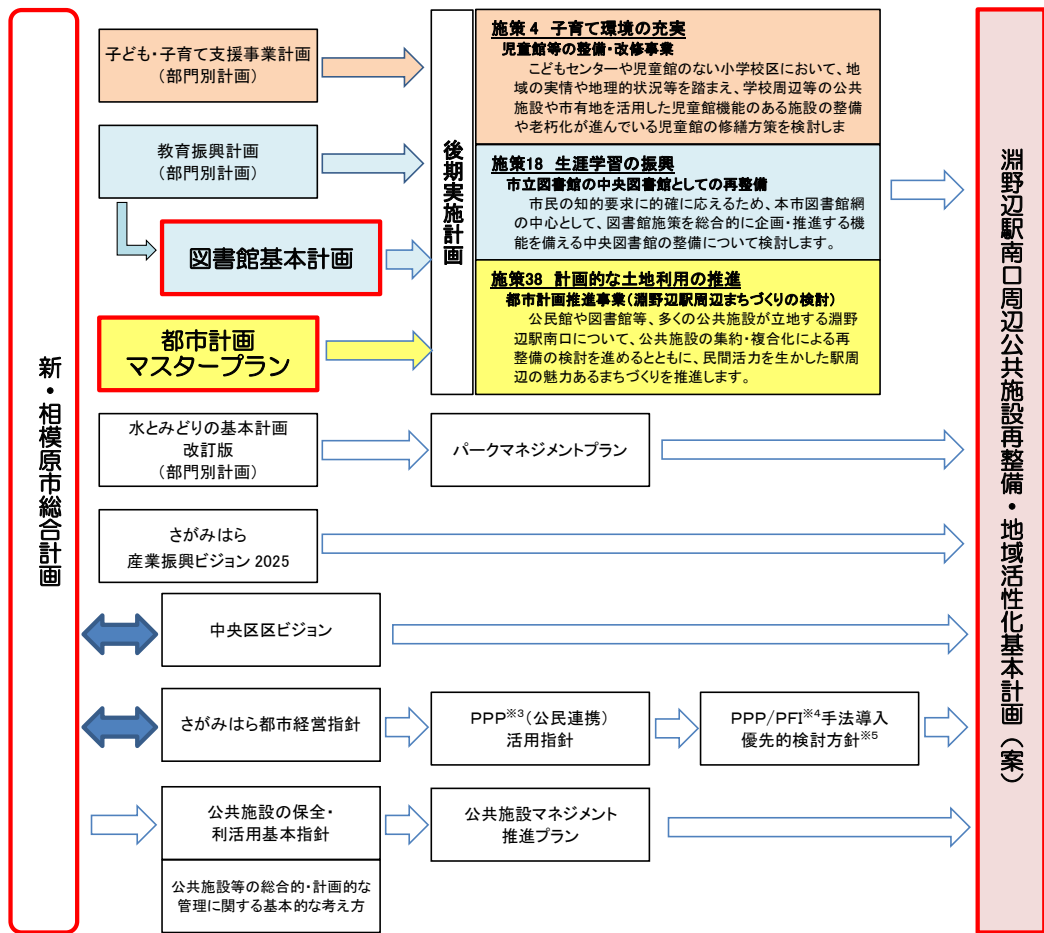 新・相模原市総合計画
子ども・子育て支援事業計画
(部門別計画)
教育振興計画
(部門別計画)
図書館基本計画
都市計画
マスタープラン
後期実施計画
施策4 子育て環境の充実
児童館等の整備・改修事業
こどもセンターや児童館のない小学校区において、地
域の実情や地理的状況等を踏まえ、学校周辺等の公共
施設や市有地を活用した児童館機能のある施設の整備
や老朽化が進んでいる児童館の修繕方策を検討しま
施策18 生涯学習の振興
市立図書館の中央図書館としての再整備
市民の知的要求に的確に応えるため、本市図書館網
の中心として、図書館施策を総合的に企画・推進する機
能を備える中央図書館の整備について検討します。
施策38 計画的な土地利用の推進
都市計画推進事業(淵野辺駅周辺まちづくりの検討)
公民館や図書館等、多くの公共施設が立地する淵野
辺駅南口について、公共施設の集約・複合化による再
整備の検討を進めるとともに、民間活力を生かした駅周
辺の魅力あるまちづくりを推進します。
水とみどりの基本計画
改訂版
(部門別計画)
パークマネジメントプラン
さがみはら
産業振興ビジョン 2025
中央区区ビジョン
さがみはら都市経営指針
PPP※3(公民連携)
活用指針
PPP/PFI※4手法導入
優先的検討方針※5
公共施設の保全・
利活用基本指針
公共施設マネジメント
推進プラン
公共施設等の総合的・計画的な
管理に関する基本的な考え方
淵野辺駅南口周辺公共施設再整備・地域活性化基本計画(案)